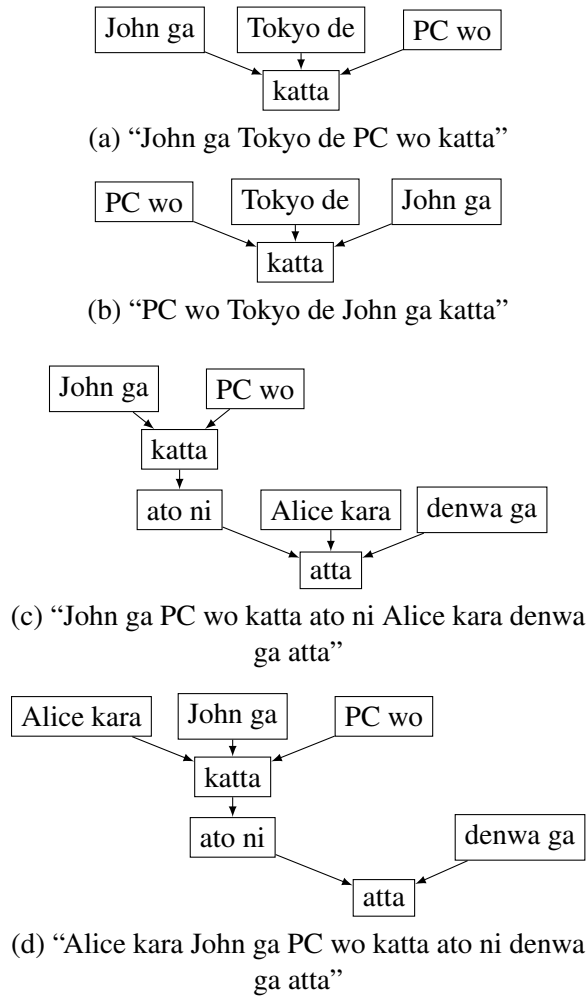 John ga Tokyo de PC wo
katta
(a) “John ga Tokyo de PC wo katta”
PC wo Tokyo de John ga
katta
(b) “PC wo Tokyo de John ga katta”
John ga PC wo
katta
ato ni Alice kara denwa ga
atta
(c) “John ga PC wo katta ato ni Alice kara denwa
ga atta”
Alice kara John ga PC wo
katta
ato ni denwa ga
atta
(d) “Alice kara John ga PC wo katta ato ni denwa
ga atta”